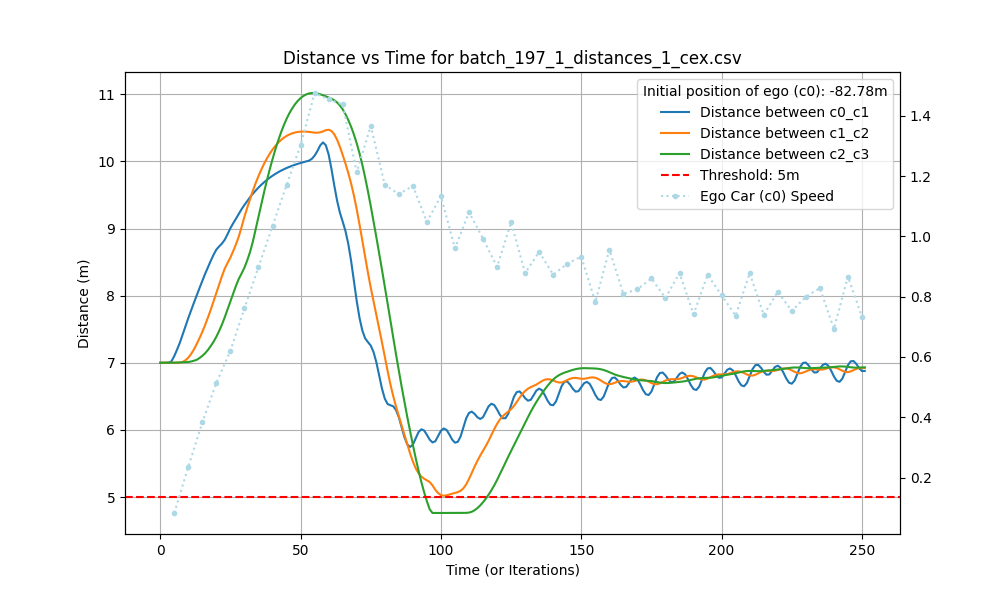 Distance vs Time for batch_197_1_distances_1_cex.csv
Initial position of ego (c0): -82.78m
Distance between c0_c1
Distance between c1_c2
Distance between c2_c3
Threshold: 5m
Ego Car (c0) Speed
Distance (m)
11
10
9
8
7
6
5
1.4
1.2
1.0
0.8
0.6
0.4
0.2
0 50 100 150 200 250
Time (or Iterations)